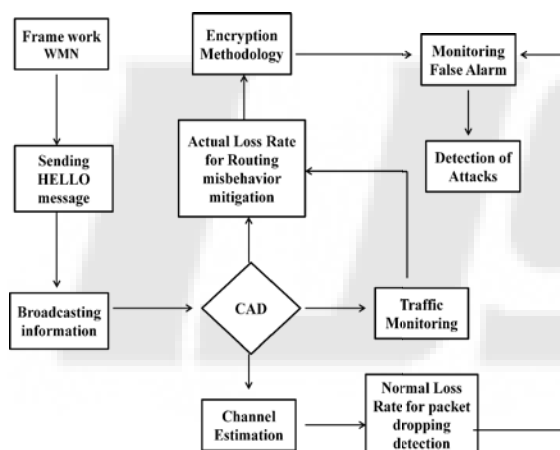 Frame work
WMN
Encryption
Methodology
Monitoring
False Alarm
Sending
HELLO
message
Actual Loss Rate
for Routing
misbehavior
mitigation
Detection of
Attacks
Broadcasting
information
CAD
Traffic
Monitoring
Channel
Estimation
Normal Loss
Rate for packet
dropping
detection